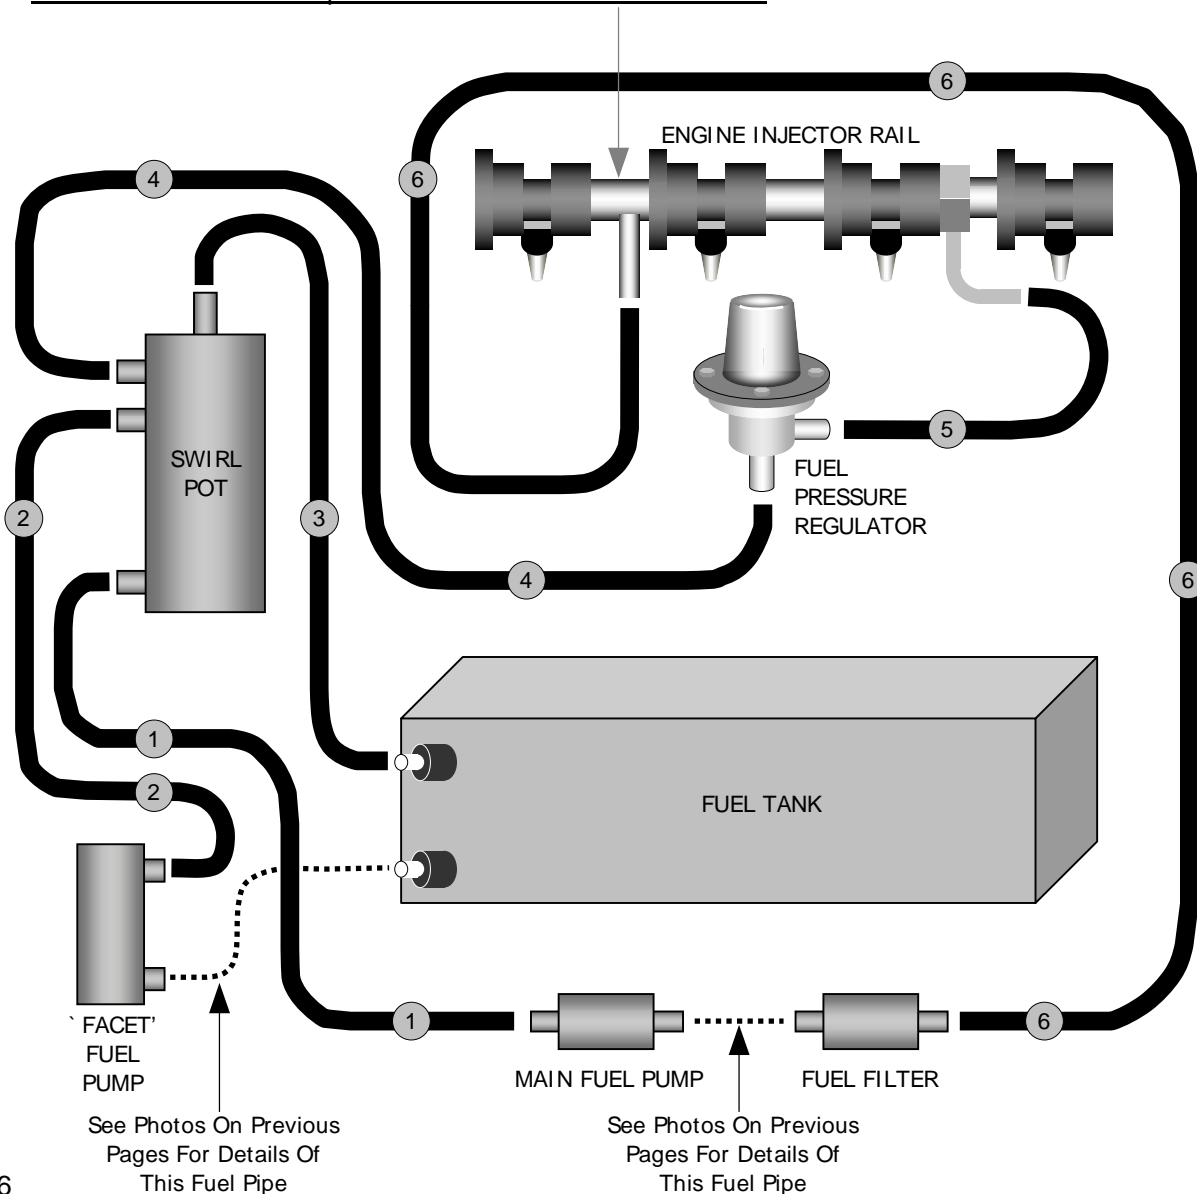 6
ENGINE INJECTOR RAIL
4
6
SWIRL
POT
5
FUEL
PRESSURE
REGULATOR
2
3
4
6
1
2
FUEL TANK
1
6
` FACET'
FUEL
PUMP
MAIN FUEL PUMP
FUEL FILTER
See Photos On Previous
Pages For Details Of
This Fuel Pipe
See Photos On Previous
Pages For Details Of
This Fuel Pipe
6